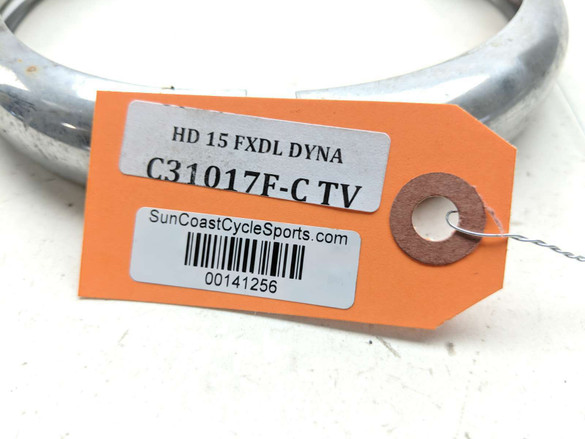 HD 15 FXDL DYNA
C31017F-C TV
SunCoastCycleSports.com
00141256